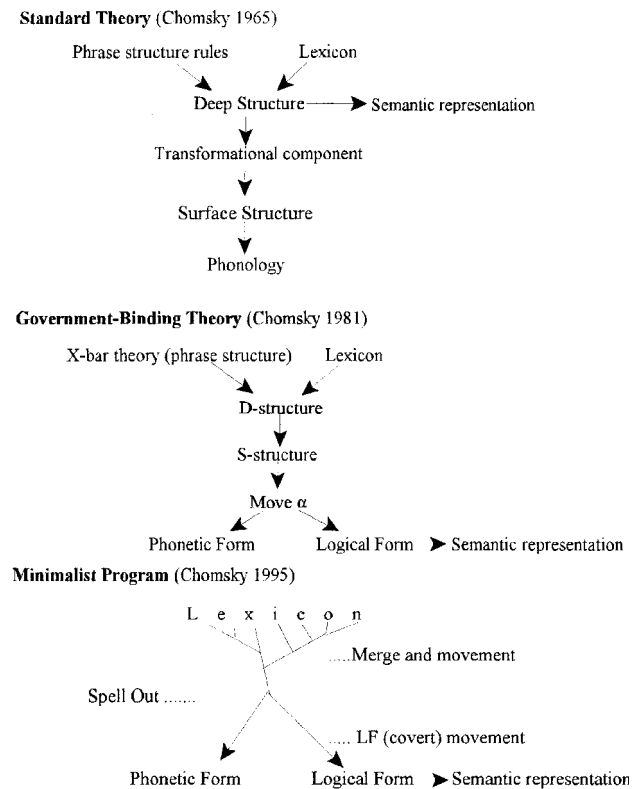 Standard Theory (Chomsky 1965)
Phrase structure rules Lexicon
Deep Structure Semantic representation
Transformational component
Surface Structure
Phonology
Government-Binding Theory (Chomsky 1981)
X-bar theory (phrase structure) Lexicon
D-structure
S-structure
Move α
Phonetic Form Logical Form Semantic representation
Minimalist Program (Chomsky 1995)
L e x i c o n
.....Merge and movement
Spell Out .......
..... LF (covert) movement
Phonetic Form Logical Form Semantic representation